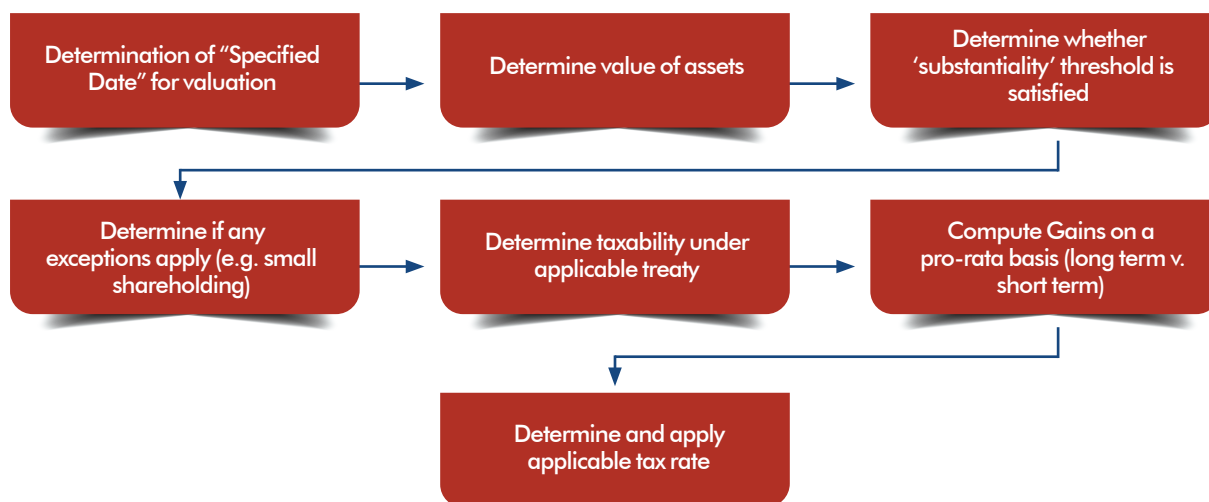 Determination of “Specified
Date” for valuation
Determine value of assets
Determine whether
‘substantiality’ threshold is
satisfied
Determine if any
exceptions apply (e.g. small
shareholding)
Determine taxability under
applicable treaty
Compute Gains on a
pro-rata basis (long term v.
short term)
Determine and apply
applicable tax rate